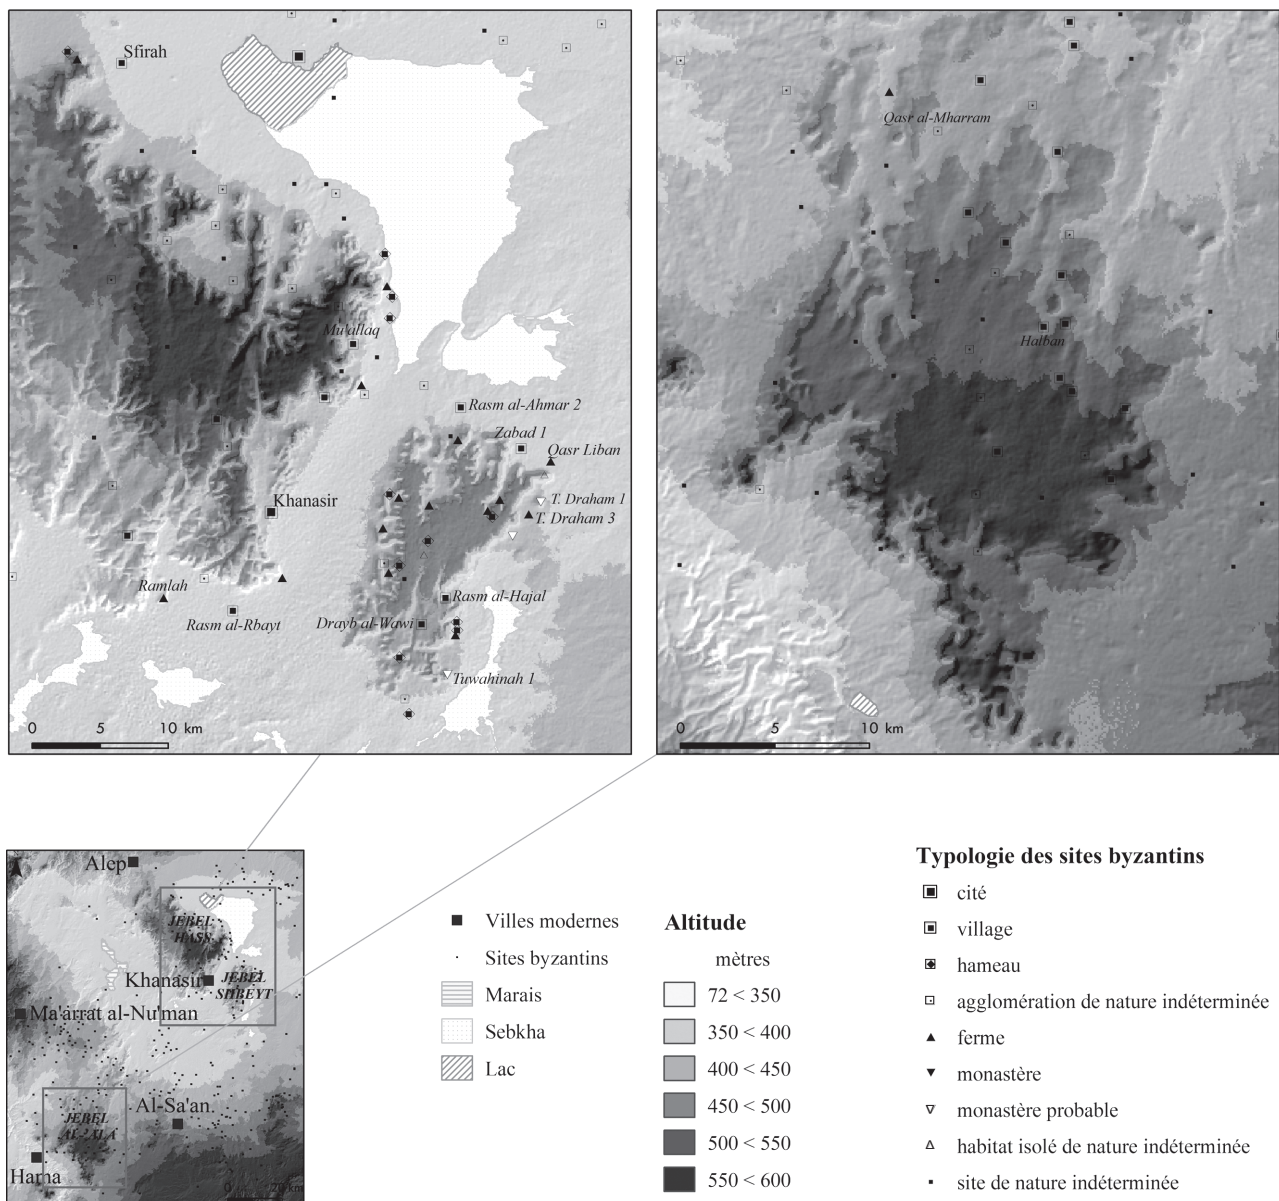 Sfirah
Mu'allaq
Rasm al-Ahmar 2
Zabad 1
Qasr Liban
T. Draham 1
T. Draham 3
Khanasir
Ramlah
Rasm al-Rbayt
Rasm al-Hajal
Drayb al-Wawi
Tuwahinah 1
0 5 10 km
Qasr al-Mharram
Halban
0 5 10 km
Alep
JEBEL
HASS
Khanasir
JEBEL
SHBEYT
Ma'arrat al-Nu'man
Al-Sa'an
JEBEL
AL-'ALA
Hama
0 20 km
Villes modernes
Sites byzantins
Marais
Sebkha
Lac
Altitude
mètres
72 < 350
350 < 400
400 < 450
450 < 500
500 < 550
550 < 600
Typologie des sites byzantins
cité
village
hameau
agglomération de nature indéterminée
ferme
monastère
monastère probable
habitat isolé de nature indéterminée
site de nature indéterminée